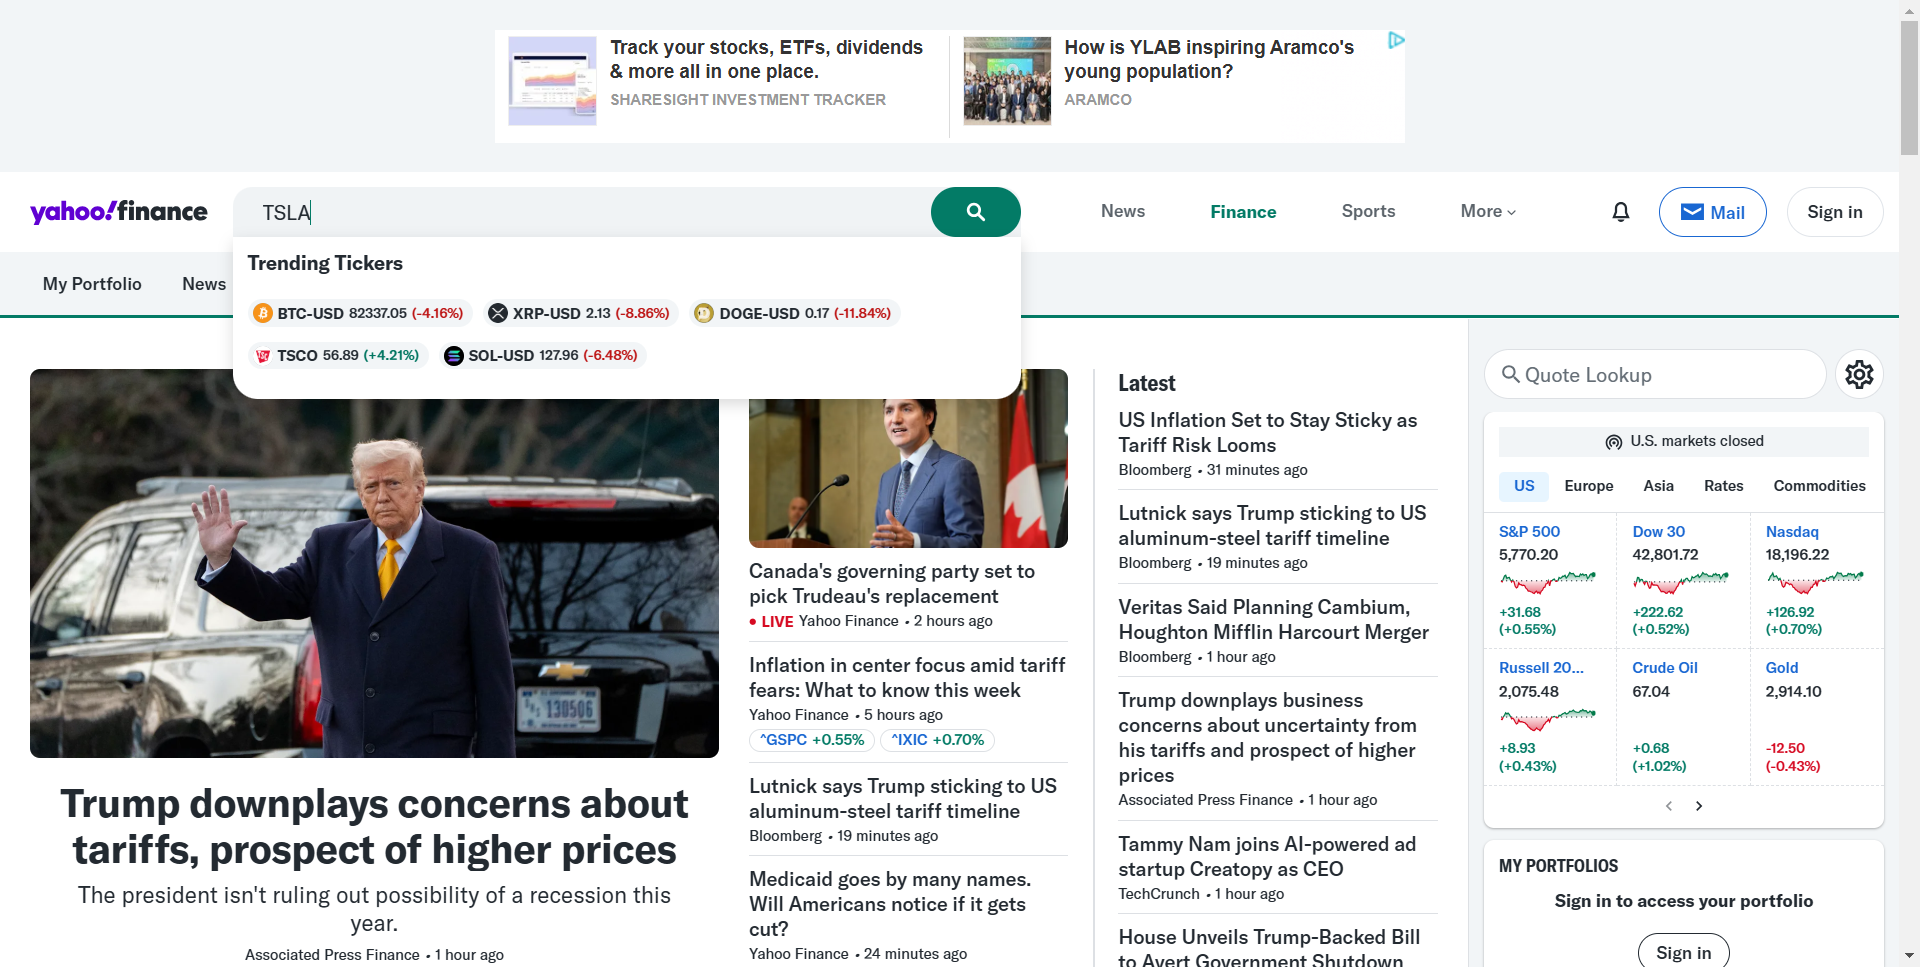 Track your stocks, ETFs, dividends
& more all in one place.
SHARESIGHT INVESTMENT TRACKER
How is YLAB inspiring Aramco's
young population?
ARAMCO
yahoo!finance
TSLA
News
Finance
Sports
More
Mail
Sign in
My Portfolio
News
Trending Tickers
BTC-USD 82337.05 (-4.16%)
XRP-USD 2.13 (-8.86%)
DOGE-USD 0.17 (-11.84%)
TSCO 56.89 (+4.21%)
SOL-USD 127.96 (-6.48%)
Trump downplays concerns about
tariffs, prospect of higher prices
The president isn't ruling out possibility of a recession this
year.
Associated Press Finance • 1 hour ago
Canada's governing party set to
pick Trudeau's replacement
• LIVE Yahoo Finance • 2 hours ago
Inflation in center focus amid tariff
fears: What to know this week
Yahoo Finance • 5 hours ago
^GSPC +0.55%
^IXIC +0.70%
Lutnick says Trump sticking to US
aluminum-steel tariff timeline
Bloomberg • 19 minutes ago
Medicaid goes by many names.
Will Americans notice if it gets
cut?
Yahoo Finance • 24 minutes ago
Latest
US Inflation Set to Stay Sticky as
Tariff Risk Looms
Bloomberg • 31 minutes ago
Lutnick says Trump sticking to US
aluminum-steel tariff timeline
Bloomberg • 19 minutes ago
Veritas Said Planning Cambium,
Houghton Mifflin Harcourt Merger
Bloomberg • 1 hour ago
Trump downplays business
concerns about uncertainty from
his tariffs and prospect of higher
prices
Associated Press Finance • 1 hour ago
Tammy Nam joins AI-powered ad
startup Creatopy as CEO
TechCrunch • 1 hour ago
House Unveils Trump-Backed Bill
to Avert Government Shutdown
Quote Lookup
U.S. markets closed
US
Europe
Asia
Rates
Commodities
S&P 500
5,770.20
+31.68
(+0.55%)
Dow 30
42,801.72
+222.62
(+0.52%)
Nasdaq
18,196.22
+126.92
(+0.70%)
Russell 20...
2,075.48
+8.93
(+0.43%)
Crude Oil
67.04
+0.68
(+1.02%)
Gold
2,914.10
-12.50
(-0.43%)
MY PORTFOLIOS
Sign in to access your portfolio
Sign in